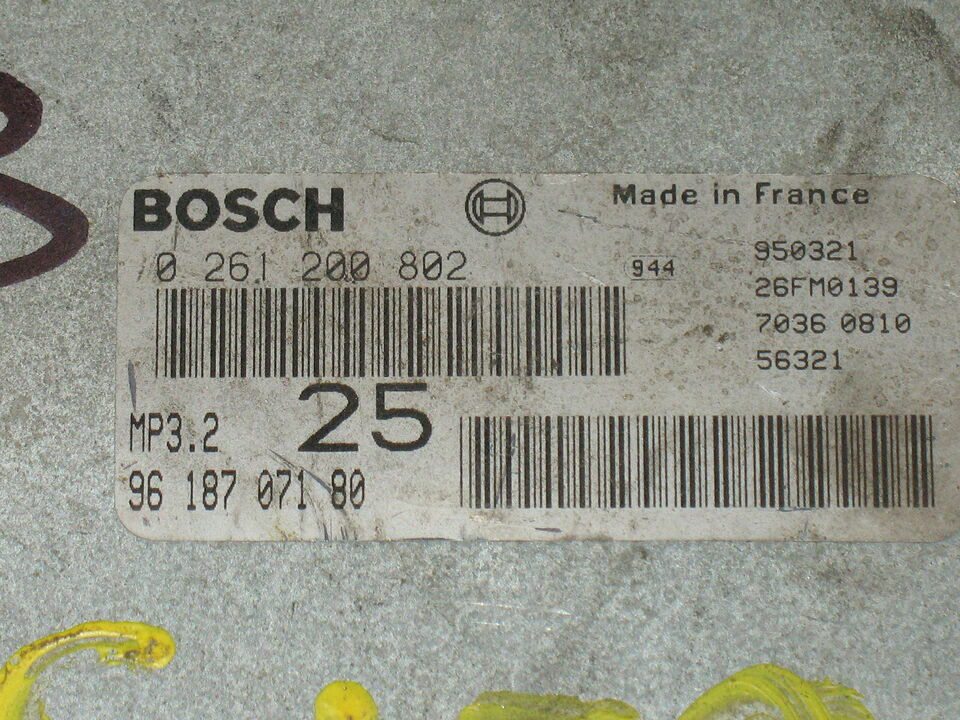 BOSCH
Made in France
0 261 200 802
944
950321
26FM0139
7036 0810
56321
MP3.2
25
96 187 071 80